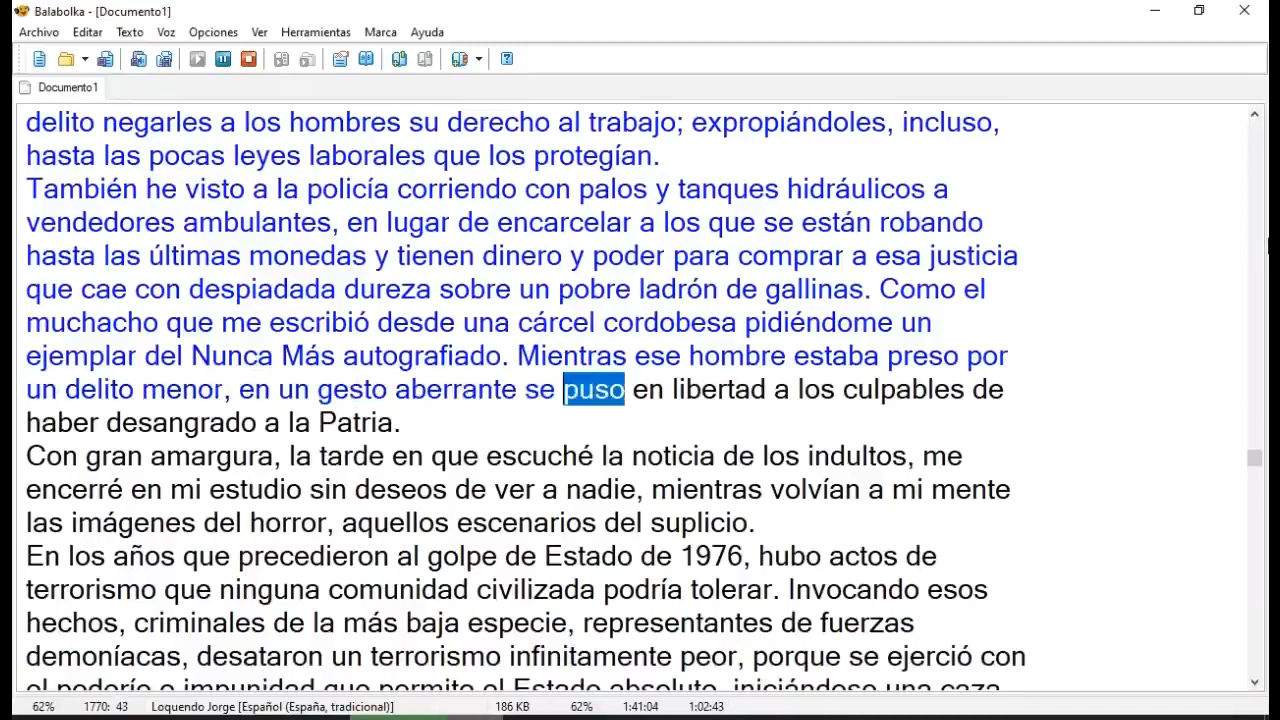 Balabolka - [Documento1]
Archivo Editar Texto Voz Opciones Ver Herramientas Marca Ayuda
Documento1
delito negarles a los hombres su derecho al trabajo; expropiándoles, incluso,
hasta las pocas leyes laborales que los protegían.
También he visto a la policía corriendo con palos y tanques hidráulicos a
vendedores ambulantes, en lugar de encarcelar a los que se están robando
hasta las últimas monedas y tienen dinero y poder para comprar a esa justicia
que cae con despiadada dureza sobre un pobre ladrón de gallinas. Como el
muchacho que me escribió desde una cárcel cordobesa pidiéndome un
ejemplar del Nunca Más autografiado. Mientras ese hombre estaba preso por
un delito menor, en un gesto aberrante se puso en libertad a los culpables de
haber desangrado a la Patria.
Con gran amargura, la tarde en que escuché la noticia de los indultos, me
encerré en mi estudio sin deseos de ver a nadie, mientras volvían a mi mente
las imágenes del horror, aquellos escenarios del suplicio.
En los años que precedieron al golpe de Estado de 1976, hubo actos de
terrorismo que ninguna comunidad civilizada podría tolerar. Invocando esos
hechos, criminales de la más baja especie, representantes de fuerzas
demoníacas, desataron un terrorismo infinitamente peor, porque se ejerció con
el poderío e impunidad que permite el Estado absoluto, iniciándose una caza
62% 1770: 43 Loquendo Jorge [Español (España, tradicional)] 186 KB 62% 1:41:04 1:02:43